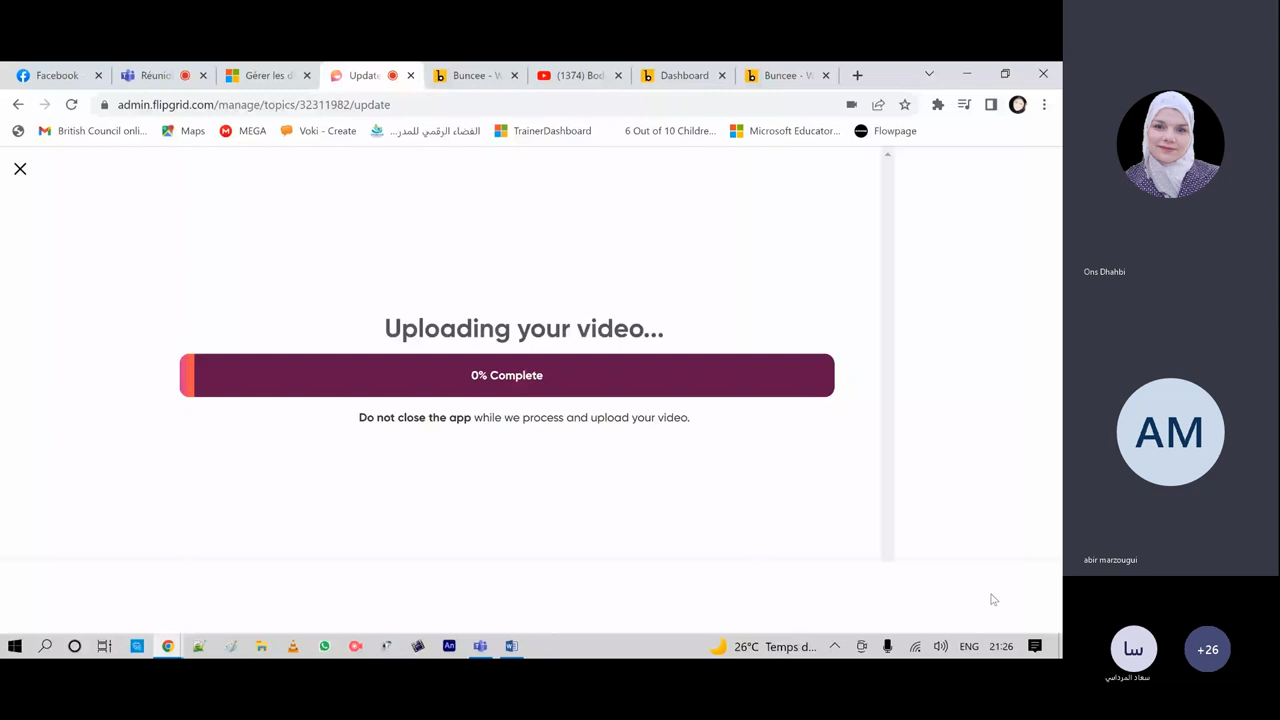 Facebook
Réunio
Gérer les d
Update
Buncee - W
(1374) Bod
Dashboard
Buncee - W
admin.flipgrid.com/manage/topics/32311982/update
British Council onli...
Maps
MEGA
Voki - Create
الفضاء الرقمي للمدر...
TrainerDashboard
6 Out of 10 Childre...
Microsoft Educator...
Flowpage
Uploading your video...
0% Complete
Do not close the app while we process and upload your video.
Ons Dhahbi
AM
abir marzougui
سا
سعاد المرداسي
+26
An
26°C Temps d...
ENG
21:26